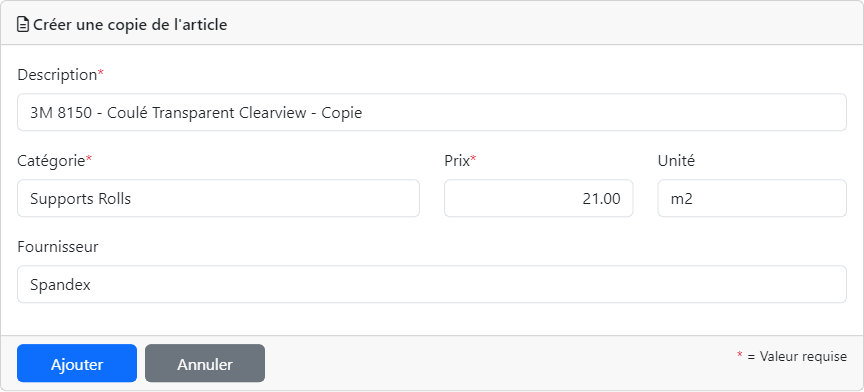 Créer une copie de l'article
Description*
3M 8150 - Coulé Transparent Clearview - Copie
Catégorie* Prix* Unité
Supports Rolls 21.00 m2
Fournisseur
Spandex
Ajouter Annuler * = Valeur requise